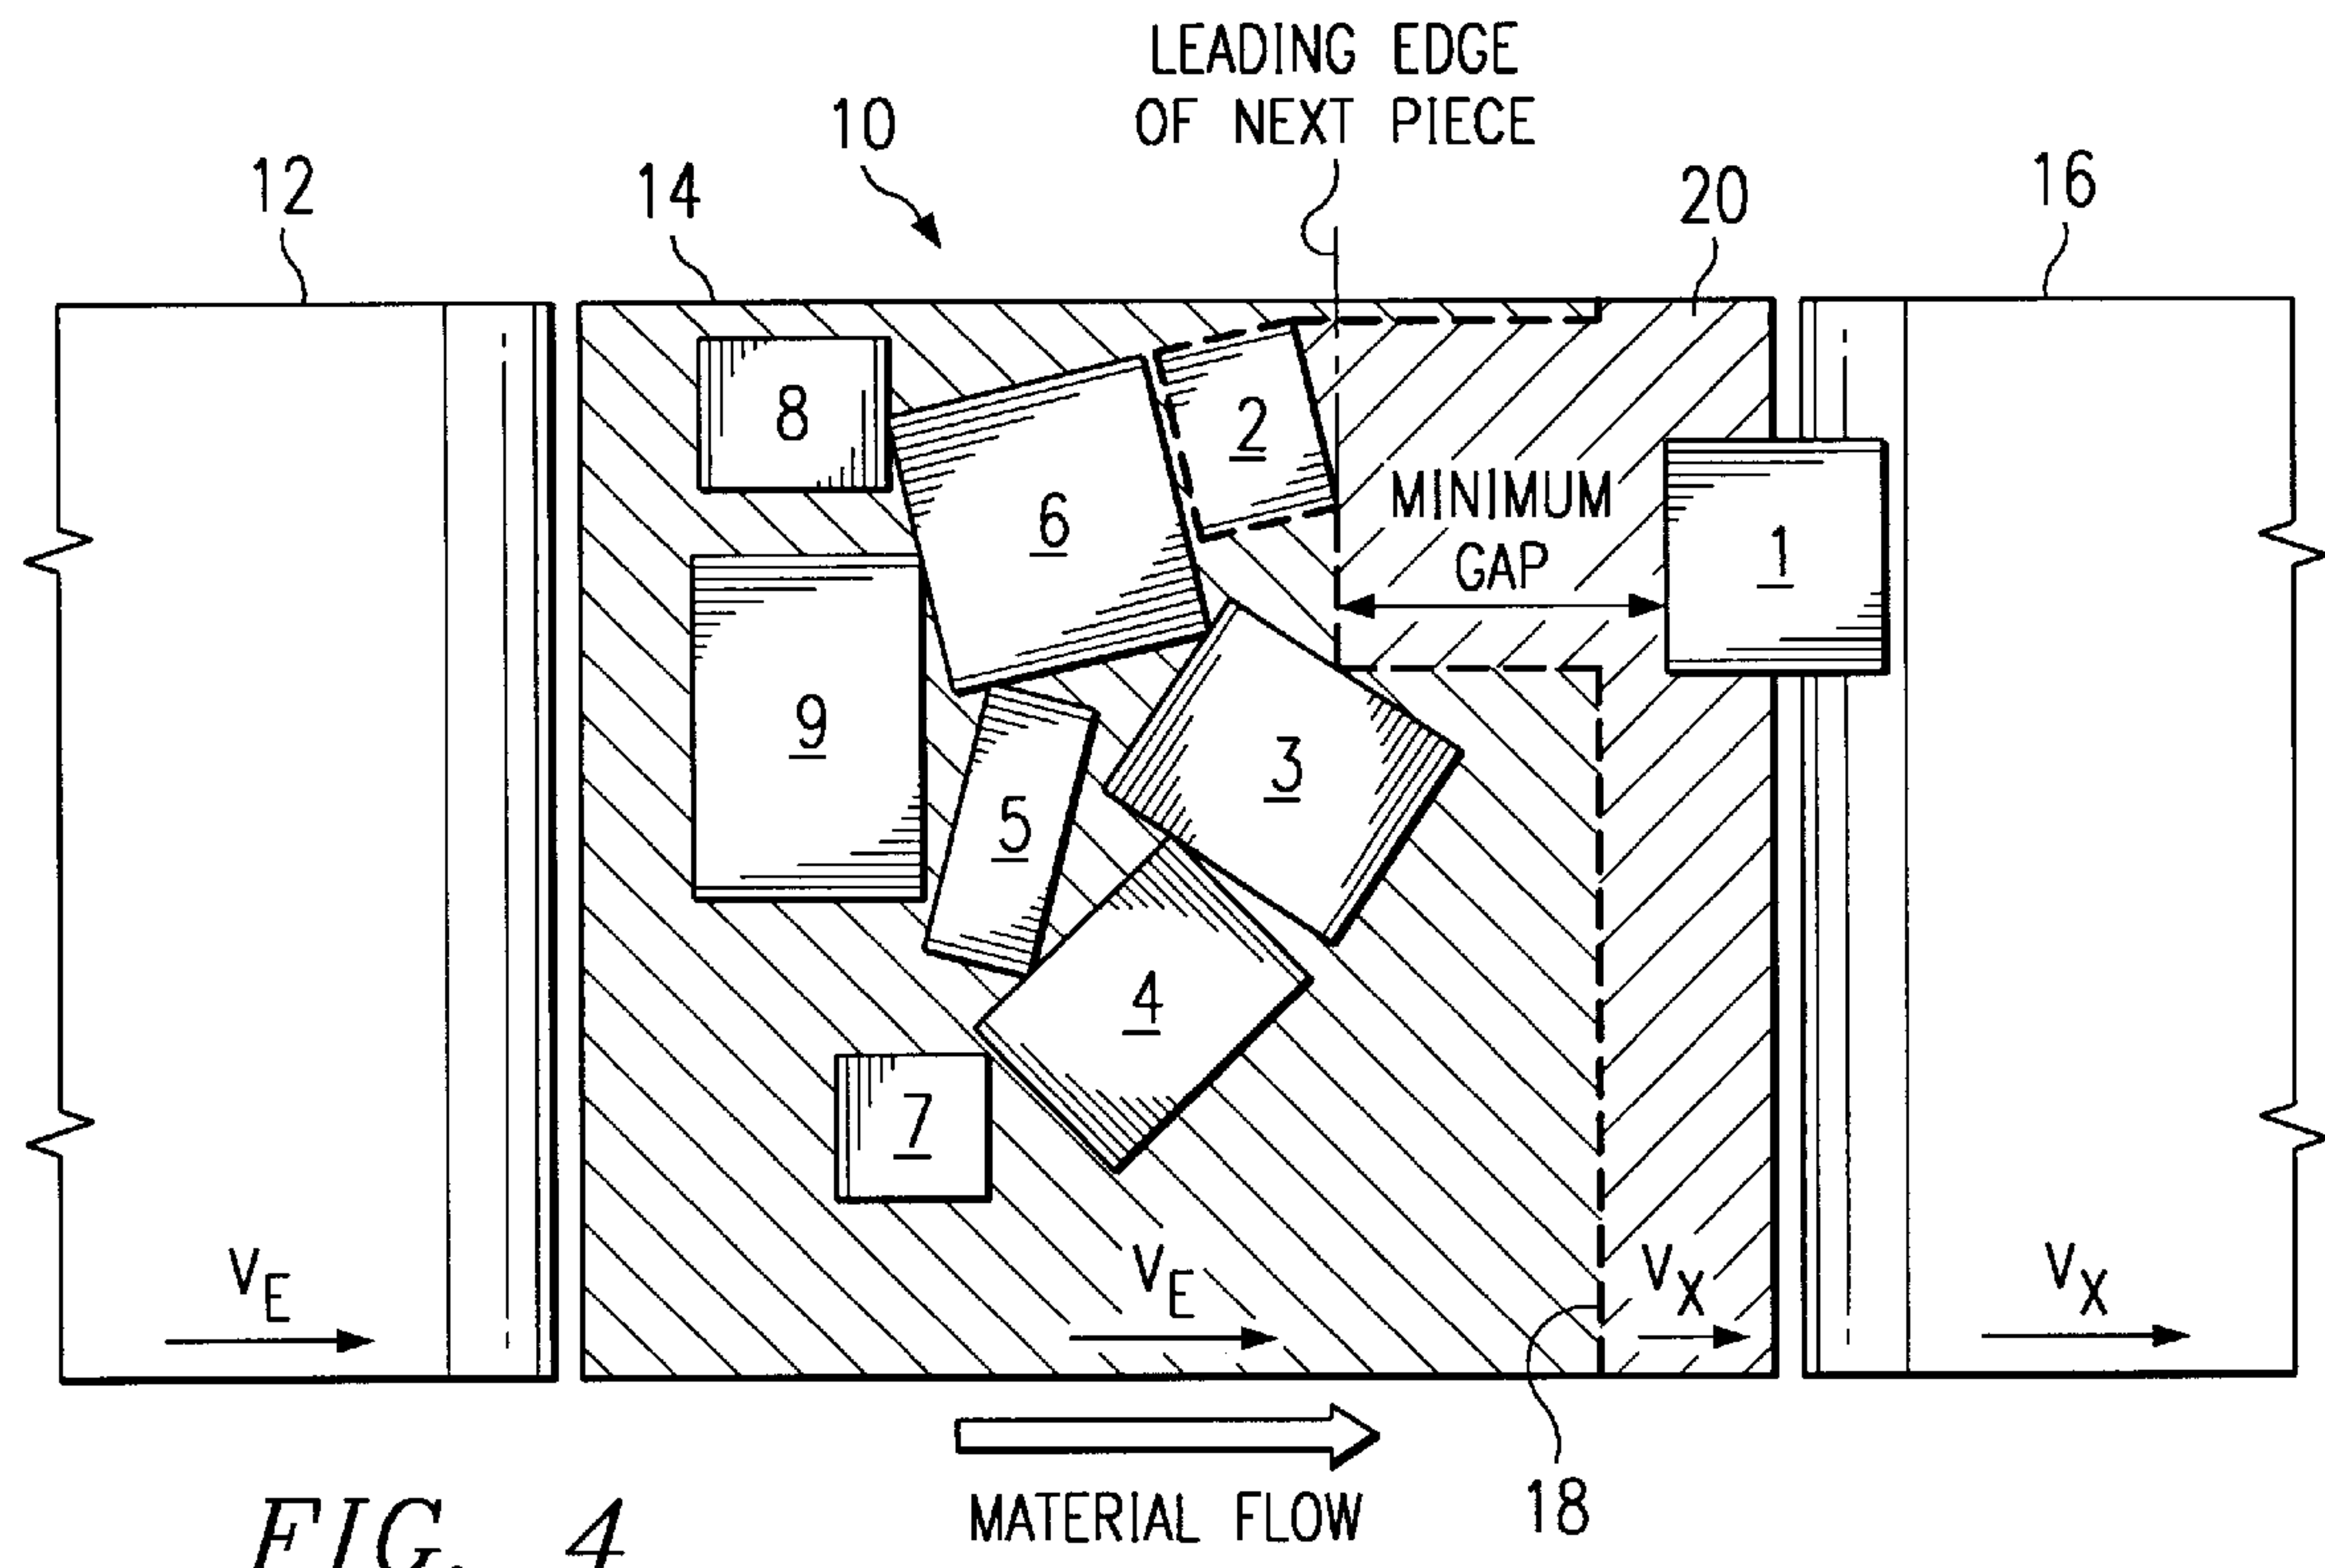 LEADING EDGE
OF NEXT PIECE
10
12
14
20
16
8
2
6
MINIMUM
GAP
1
9
3
5
4
7
VE
VE
VX
VX
MATERIAL FLOW
18
FIG. 4